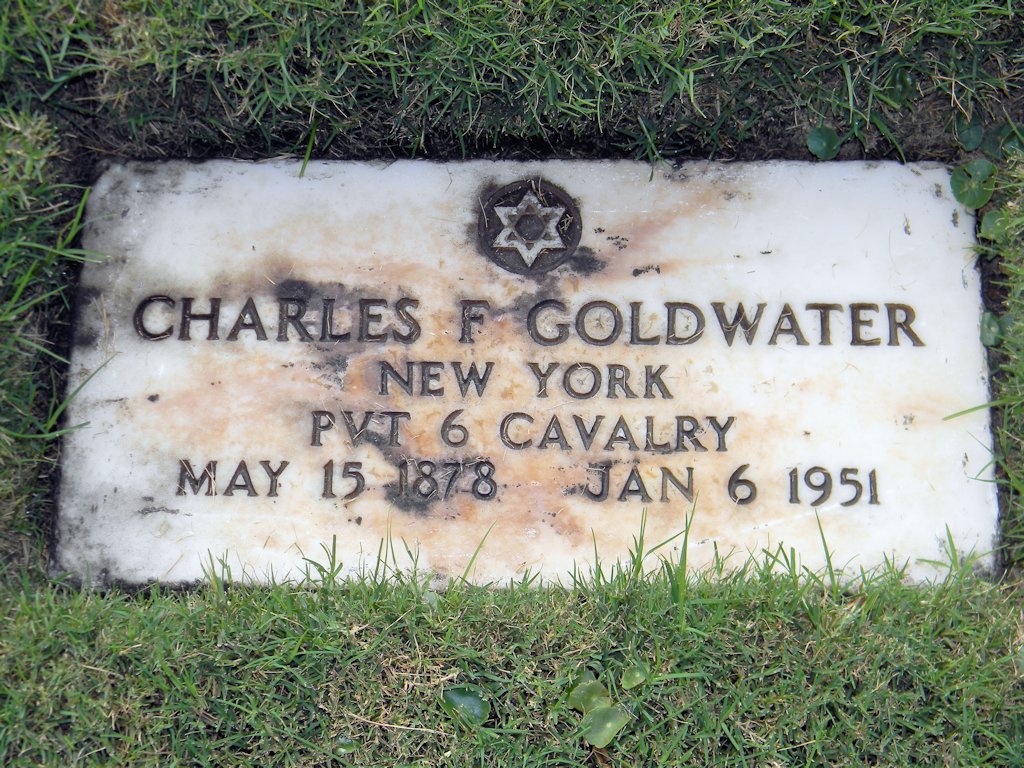 CHARLES F GOLDWATER
NEW YORK
PVT 6 CAVALRY
MAY 15 1878 JAN 6 1951